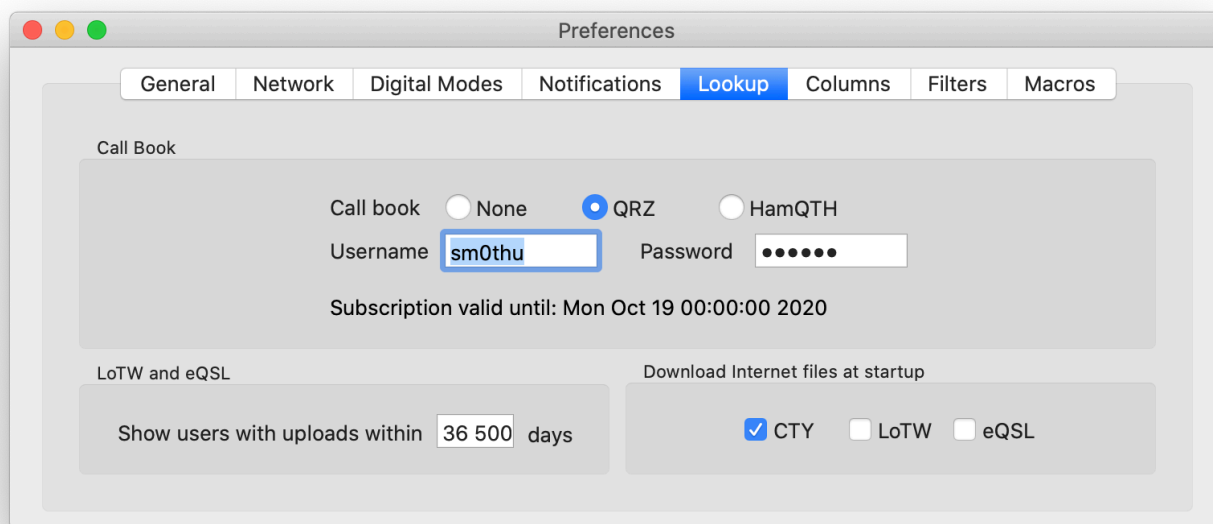 Preferences
General Network Digital Modes Notifications Lookup Columns Filters Macros
Call Book
Call book None QRZ HamQTH
Username sm0thu Password ••••••
Subscription valid until: Mon Oct 19 00:00:00 2020
LoTW and eQSL
Show users with uploads within 36 500 days
Download Internet files at startup
CTY LoTW eQSL